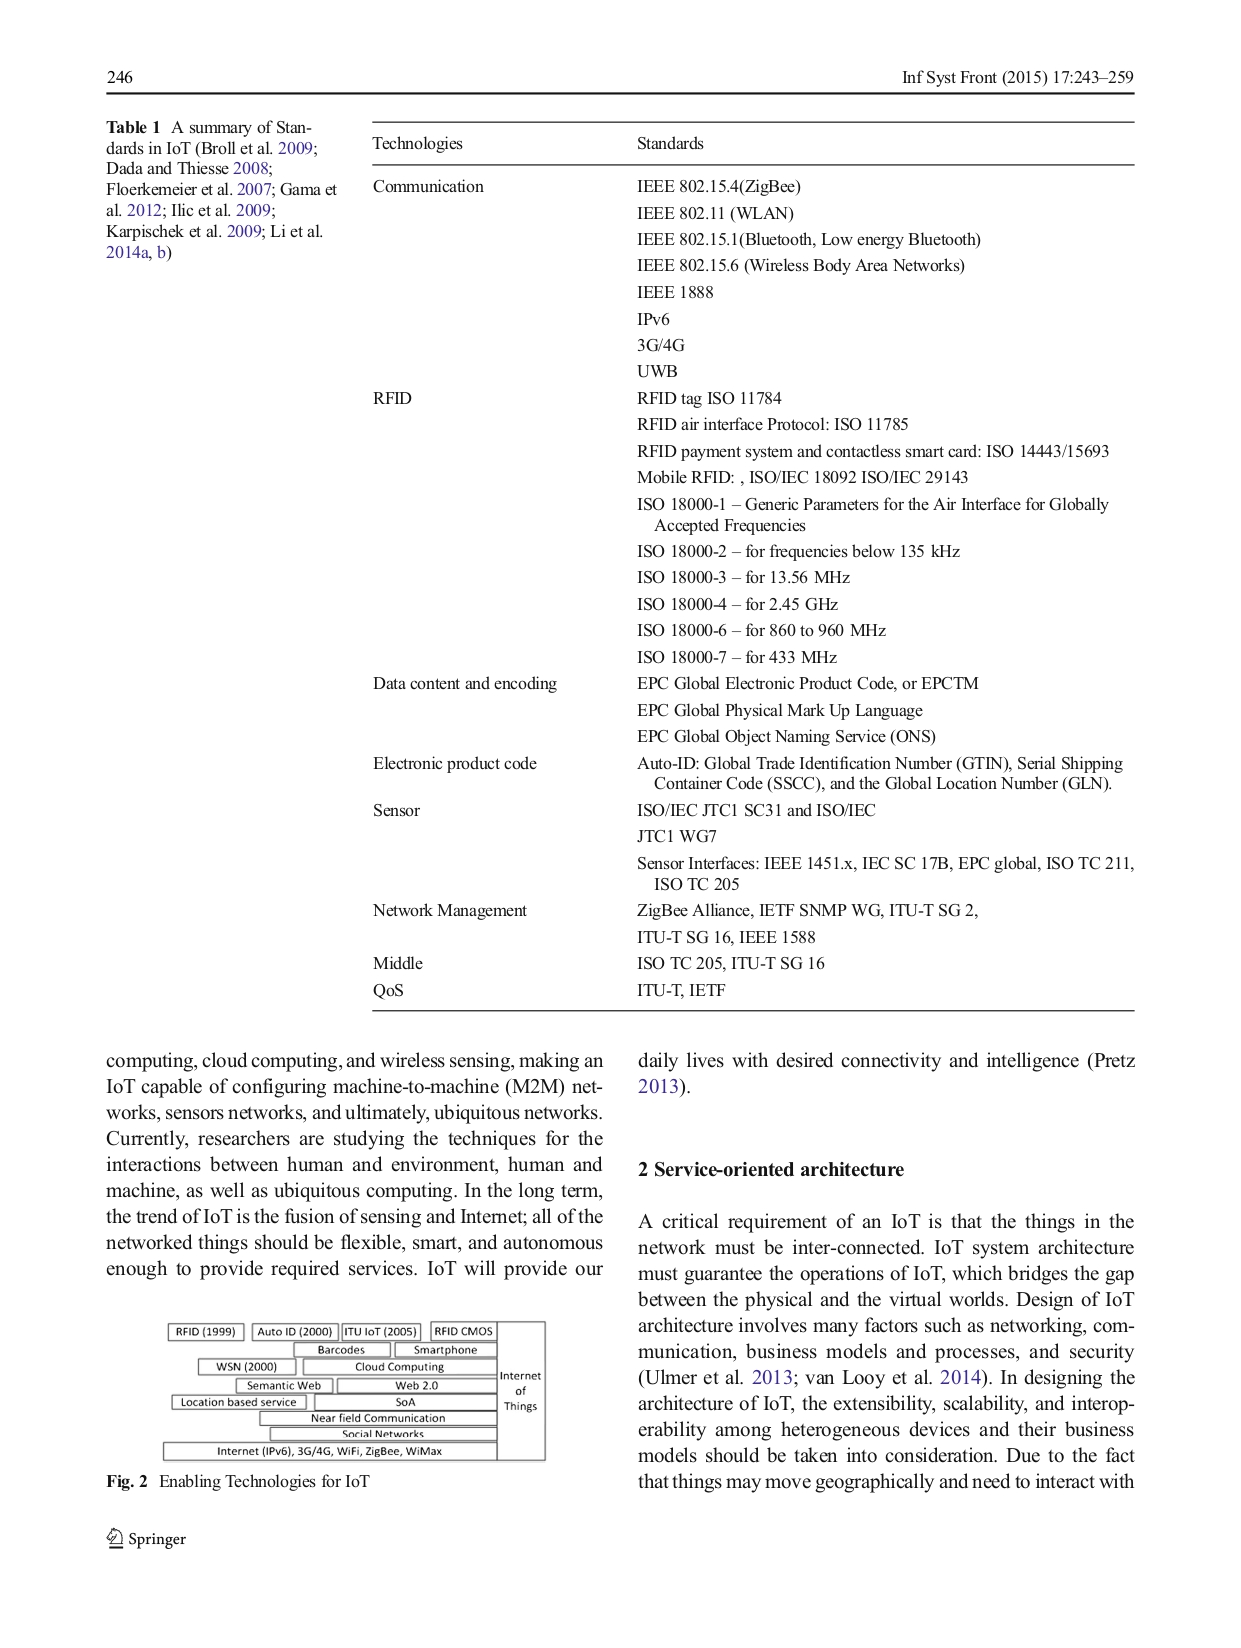 246
Inf Syst Front (2015) 17:243–259
Table 1 A summary of Stan-
dards in IoT (Broll et al. 2009;
Dada and Thiesse 2008;
Floerkemeier et al. 2007; Gama et
al. 2012; Ilic et al. 2009;
Karpischek et al. 2009; Li et al.
2014a, b)
Technologies Standards
Communication IEEE 802.15.4(ZigBee)
IEEE 802.11 (WLAN)
IEEE 802.15.1(Bluetooth, Low energy Bluetooth)
IEEE 802.15.6 (Wireless Body Area Networks)
IEEE 1888
IPv6
3G/4G
UWB
RFID RFID tag ISO 11784
RFID air interface Protocol: ISO 11785
RFID payment system and contactless smart card: ISO 14443/15693
Mobile RFID: , ISO/IEC 18092 ISO/IEC 29143
ISO 18000-1 – Generic Parameters for the Air Interface for Globally
Accepted Frequencies
ISO 18000-2 – for frequencies below 135 kHz
ISO 18000-3 – for 13.56 MHz
ISO 18000-4 – for 2.45 GHz
ISO 18000-6 – for 860 to 960 MHz
ISO 18000-7 – for 433 MHz
Data content and encoding EPC Global Electronic Product Code, or EPCTM
EPC Global Physical Mark Up Language
EPC Global Object Naming Service (ONS)
Electronic product code Auto-ID: Global Trade Identification Number (GTIN), Serial Shipping
Container Code (SSCC), and the Global Location Number (GLN).
Sensor ISO/IEC JTC1 SC31 and ISO/IEC
JTC1 WG7
Sensor Interfaces: IEEE 1451.x, IEC SC 17B, EPC global, ISO TC 211,
ISO TC 205
Network Management ZigBee Alliance, IETF SNMP WG, ITU-T SG 2,
ITU-T SG 16, IEEE 1588
Middle ISO TC 205, ITU-T SG 16
QoS ITU-T, IETF
computing, cloud computing, and wireless sensing, making an
IoT capable of configuring machine-to-machine (M2M) net-
works, sensors networks, and ultimately, ubiquitous networks.
Currently, researchers are studying the techniques for the
interactions between human and environment, human and
machine, as well as ubiquitous computing. In the long term,
the trend of IoT is the fusion of sensing and Internet; all of the
networked things should be flexible, smart, and autonomous
enough to provide required services. IoT will provide our
RFID (1999) Auto ID (2000) ITU IoT (2005) RFID CMOS
Barcodes Smartphone
WSN (2000) Cloud Computing
Semantic Web Web 2.0
Location based service SoA
Near field Communication
Social Networks
Internet (IPv6), 3G/4G, WiFi, ZigBee, WiMax
Internet
of
Things
Fig. 2 Enabling Technologies for IoT
daily lives with desired connectivity and intelligence (Pretz
2013).
2 Service-oriented architecture
A critical requirement of an IoT is that the things in the
network must be inter-connected. IoT system architecture
must guarantee the operations of IoT, which bridges the gap
between the physical and the virtual worlds. Design of IoT
architecture involves many factors such as networking, com-
munication, business models and processes, and security
(Ulmer et al. 2013; van Looy et al. 2014). In designing the
architecture of IoT, the extensibility, scalability, and interop-
erability among heterogeneous devices and their business
models should be taken into consideration. Due to the fact
that things may move geographically and need to interact with
Springer